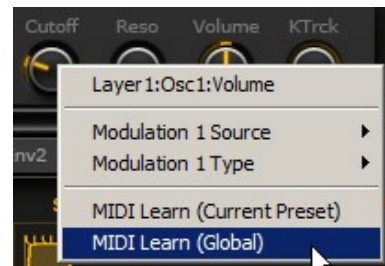 Cutoff Reso Volume KTrck
Layer1:Osc1:Volume
nv2
Modulation 1 Source
Modulation 1 Type
MIDI Learn (Current Preset)
MIDI Learn (Global)